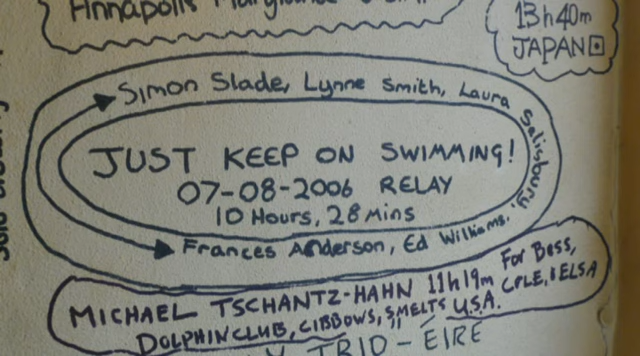 Annapolis Maryland
13h40m
JAPAN
Simon Slade, Lynne Smith, Laura Salisbury,
JUST KEEP ON SWIMMING!
07-08-2006 RELAY
10 Hours, 28 Mins
Frances Anderson, Ed Williams.
MICHAEL TSCHANTZ-HAHN 11h19m For Bess,
CPLE, & ELSA
DOLPHIN CLUB, GIBBOWS, SMELTS U.S.A.
TRIO - EIRE